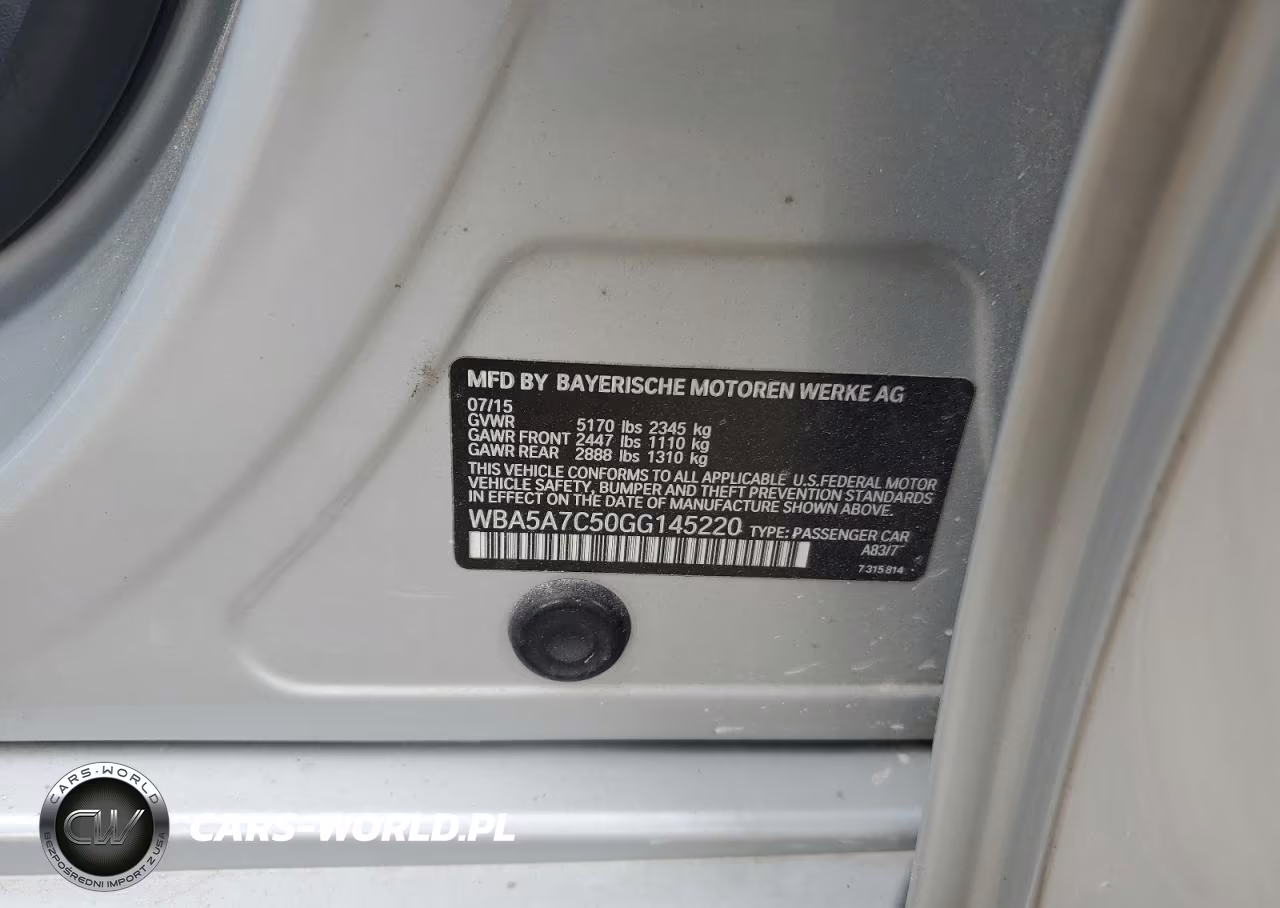 MFD BY BAYERISCHE MOTOREN WERKE AG
07/15
GVWR 5170 lbs 2345 kg
GAWR FRONT 2447 lbs 1110 kg
GAWR REAR 2888 lbs 1310 kg
THIS VEHICLE CONFORMS TO ALL APPLICABLE U.S.FEDERAL MOTOR
VEHICLE SAFETY, BUMPER AND THEFT PREVENTION STANDARDS
IN EFFECT ON THE DATE OF MANUFACTURE SHOWN ABOVE.
WBA5A7C50GG145220 TYPE: PASSENGER CAR
A83/7
7 315 814
CARS-WORLD
CW
BEZPOŚREDNI IMPORT Z USA
CARS-WORLD.PL